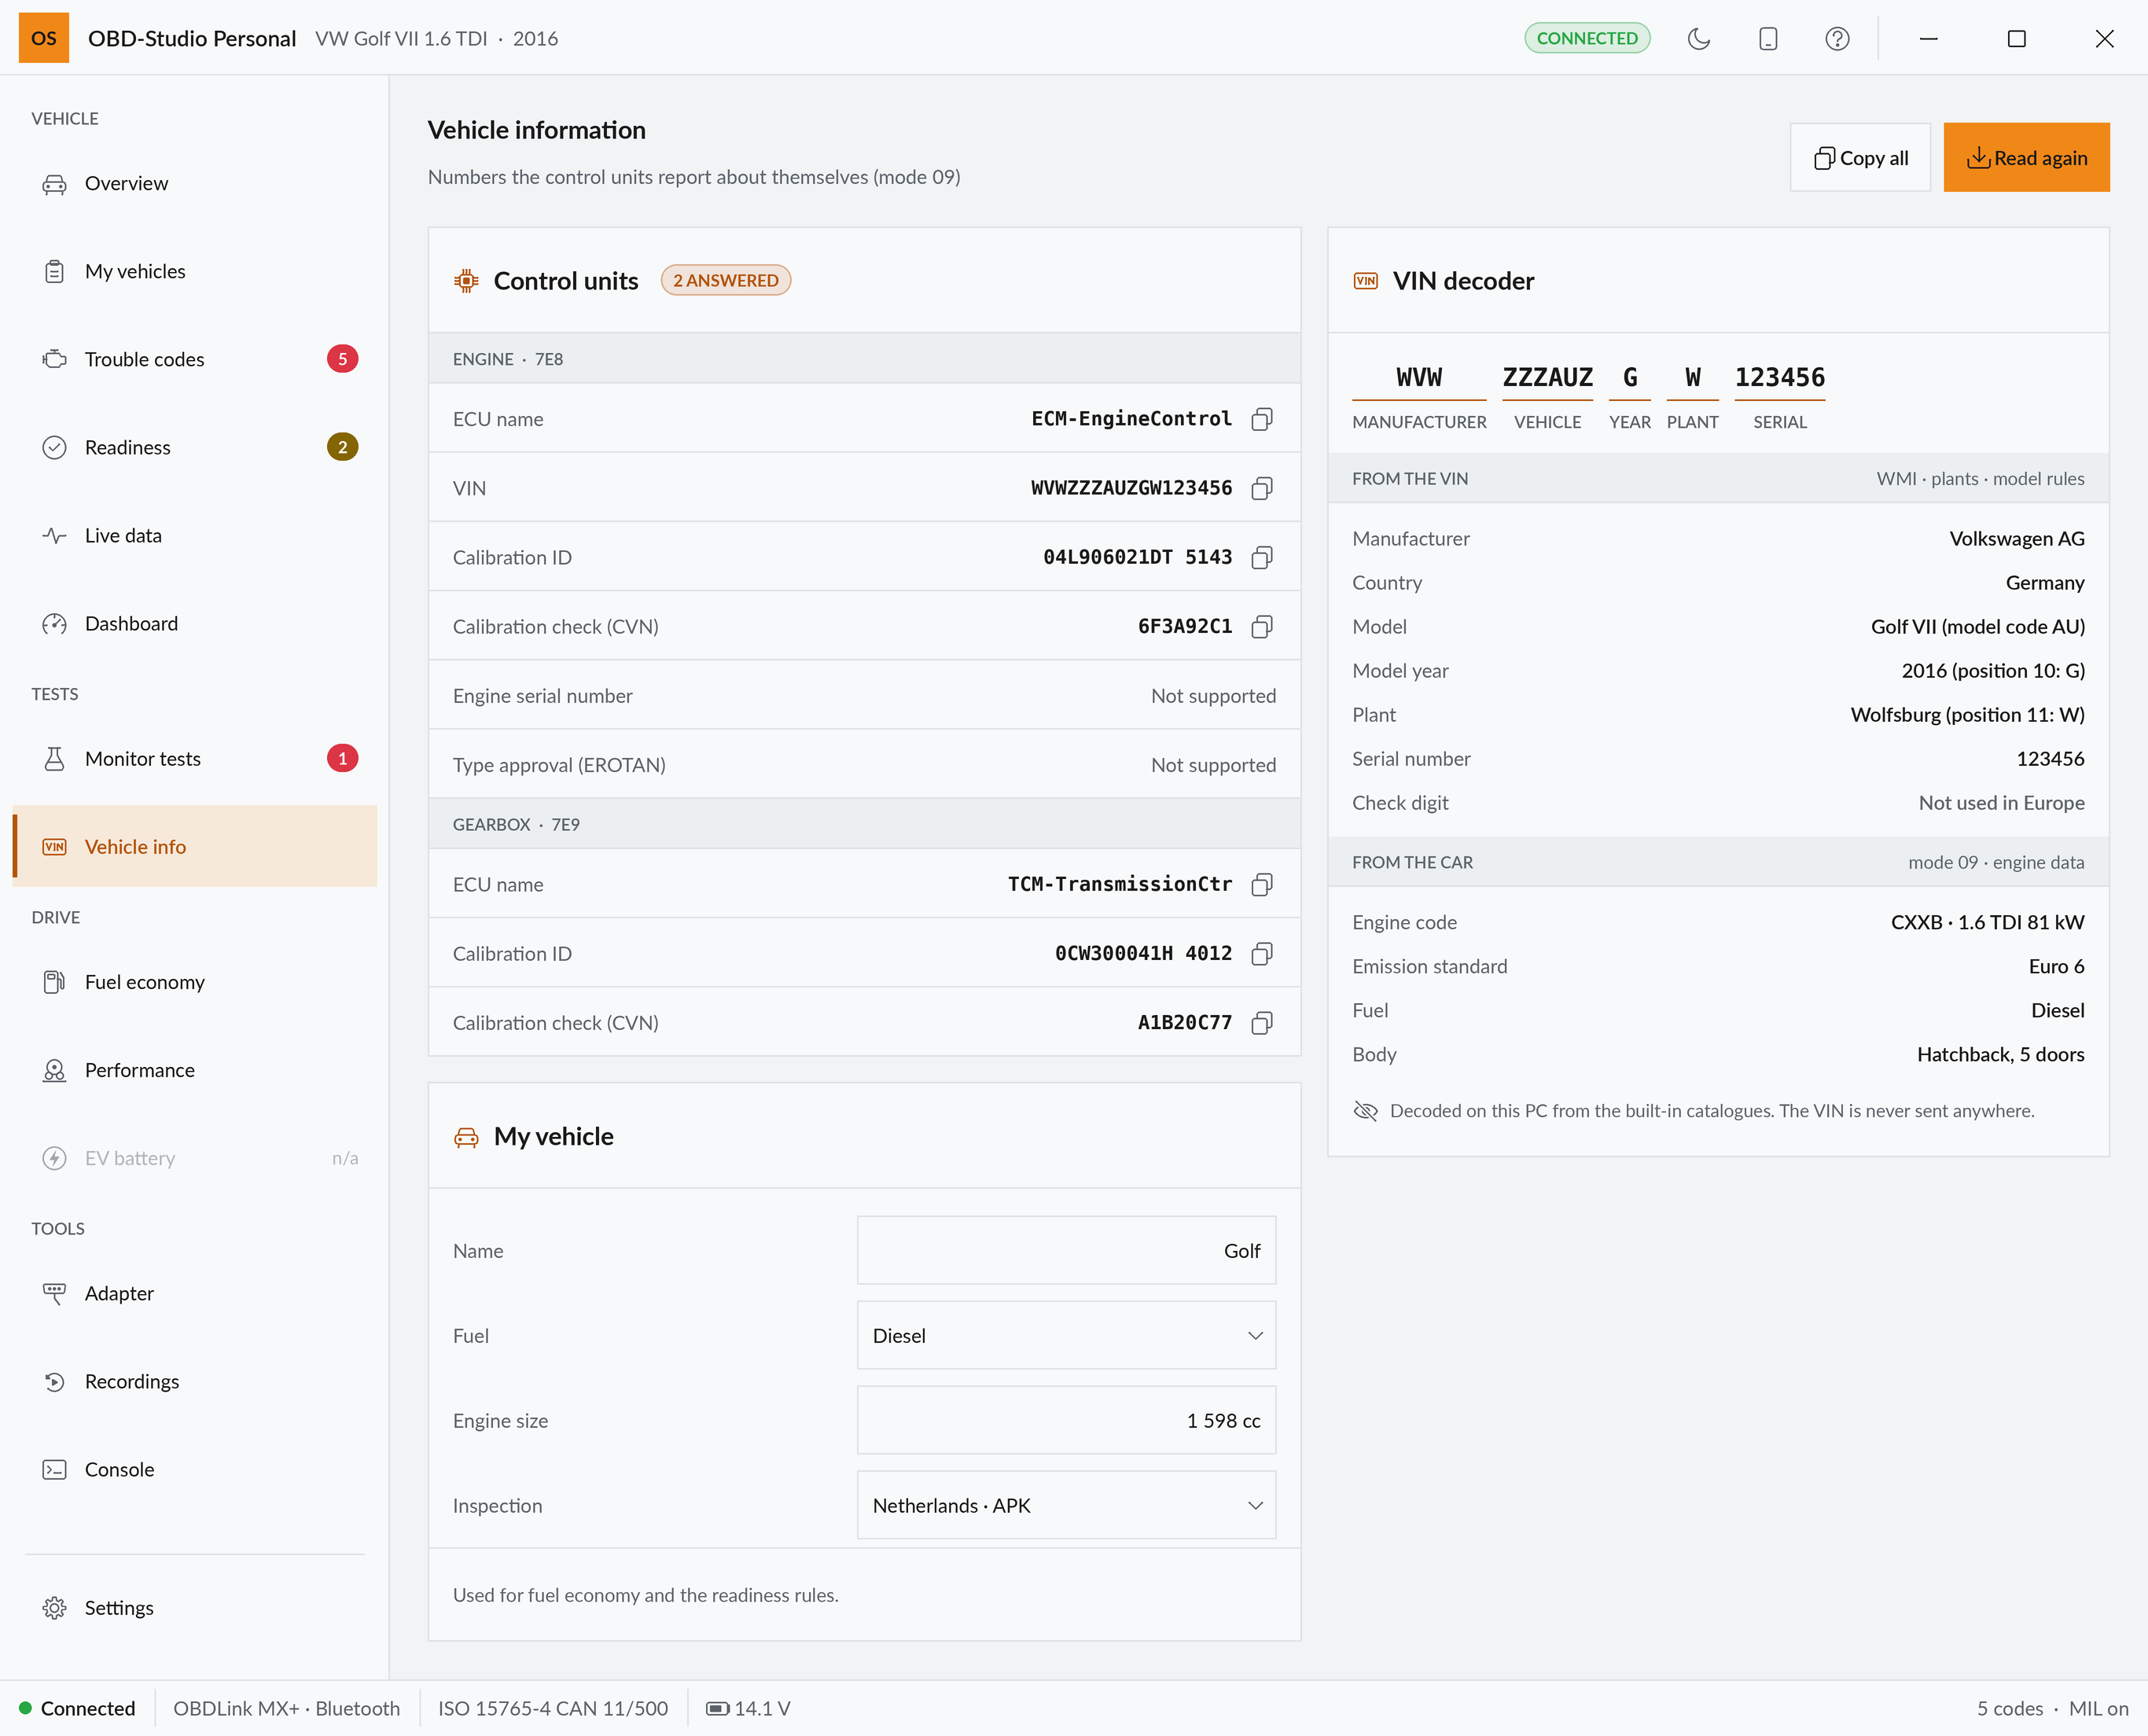 OS OBD-Studio Personal VW Golf VII 1.6 TDI · 2016 CONNECTED
VEHICLE
Overview
My vehicles
Trouble codes 5
Readiness 2
Live data
Dashboard
TESTS
Monitor tests 1
VIN Vehicle info
DRIVE
Fuel economy
Performance
EV battery n/a
TOOLS
Adapter
Recordings
Console
Settings
Vehicle information
Numbers the control units report about themselves (mode 09)
Copy all Read again
Control units 2 ANSWERED
ENGINE · 7E8
ECU name ECM-EngineControl
VIN WVWZZZAUZGW123456
Calibration ID 04L906021DT 5143
Calibration check (CVN) 6F3A92C1
Engine serial number Not supported
Type approval (EROTAN) Not supported
GEARBOX · 7E9
ECU name TCM-TransmissionCtr
Calibration ID 0CW300041H 4012
Calibration check (CVN) A1B20C77
My vehicle
Name Golf
Fuel Diesel
Engine size 1 598 cc
Inspection Netherlands · APK
Used for fuel economy and the readiness rules.
VIN VIN decoder
WVW ZZZAUZ G W 123456
MANUFACTURER VEHICLE YEAR PLANT SERIAL
FROM THE VIN WMI · plants · model rules
Manufacturer Volkswagen AG
Country Germany
Model Golf VII (model code AU)
Model year 2016 (position 10: G)
Plant Wolfsburg (position 11: W)
Serial number 123456
Check digit Not used in Europe
FROM THE CAR mode 09 · engine data
Engine code CXXB · 1.6 TDI 81 kW
Emission standard Euro 6
Fuel Diesel
Body Hatchback, 5 doors
Decoded on this PC from the built-in catalogues. The VIN is never sent anywhere.
Connected OBDLink MX+ · Bluetooth ISO 15765-4 CAN 11/500 14.1 V 5 codes · MIL on